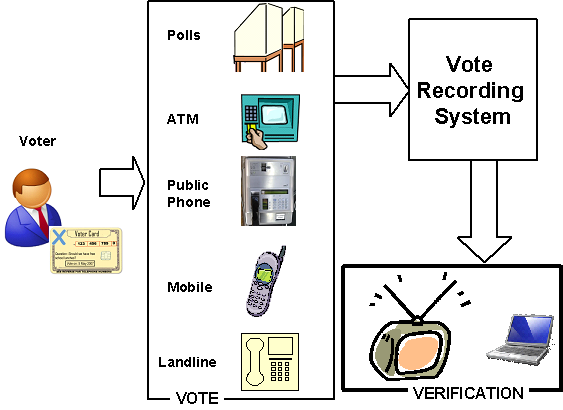 Voter
Voter Card
Polls
ATM
Public
Phone
Mobile
Landline
VOTE
Vote
Recording
System
VERIFICATION